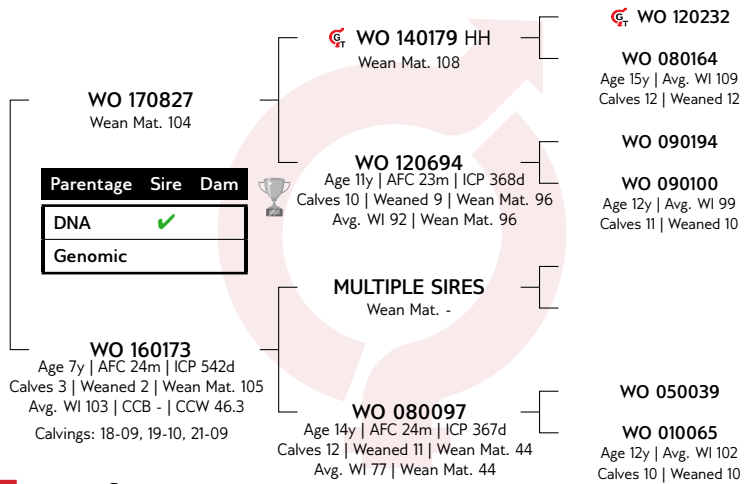 WO 170827
Wean Mat. 104
Parentage Sire Dam
DNA ✔
Genomic
WO 160173
Age 7y | AFC 24m | ICP 542d
Calves 3 | Weaned 2 | Wean Mat. 105
Avg. WI 103 | CCB - | CCW 46.3
Calvings: 18-09, 19-10, 21-09
GT WO 140179 HH
Wean Mat. 108
WO 120694
Age 11y | AFC 23m | ICP 368d
Calves 10 | Weaned 9 | Wean Mat. 96
Avg. WI 92 | Wean Mat. 96
MULTIPLE SIRES
Wean Mat. -
WO 080097
Age 14y | AFC 24m | ICP 367d
Calves 12 | Weaned 11 | Wean Mat. 44
Avg. WI 77 | Wean Mat. 44
GT WO 120232
WO 080164
Age 15y | Avg. WI 109
Calves 12 | Weaned 12
WO 090194
WO 090100
Age 12y | Avg. WI 99
Calves 11 | Weaned 10
WO 050039
WO 010065
Age 12y | Avg. WI 102
Calves 10 | Weaned 10